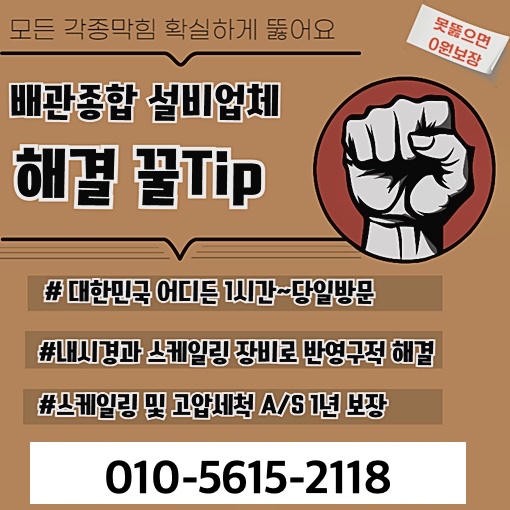 모든 각종막힘 확실하게 뚫어요
못뚫으면
0원보장
배관종합 설비업체
해결 꿀Tip
# 대한민국 어디든 1시간~당일방문
#내시경과 스케일링 장비로 반영구적 해결
#스케일링 및 고압세척 A/S 1년 보장
010-5615-2118